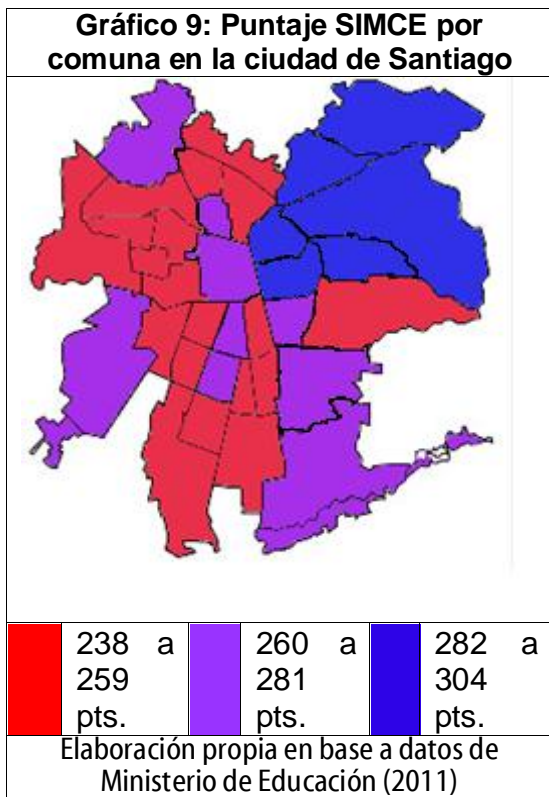 Gráfico 9: Puntaje SIMCE por
comuna en la ciudad de Santiago
238 a
259
pts.
260 a
281
pts.
282 a
304
pts.
Elaboración propia en base a datos de
Ministerio de Educación (2011)